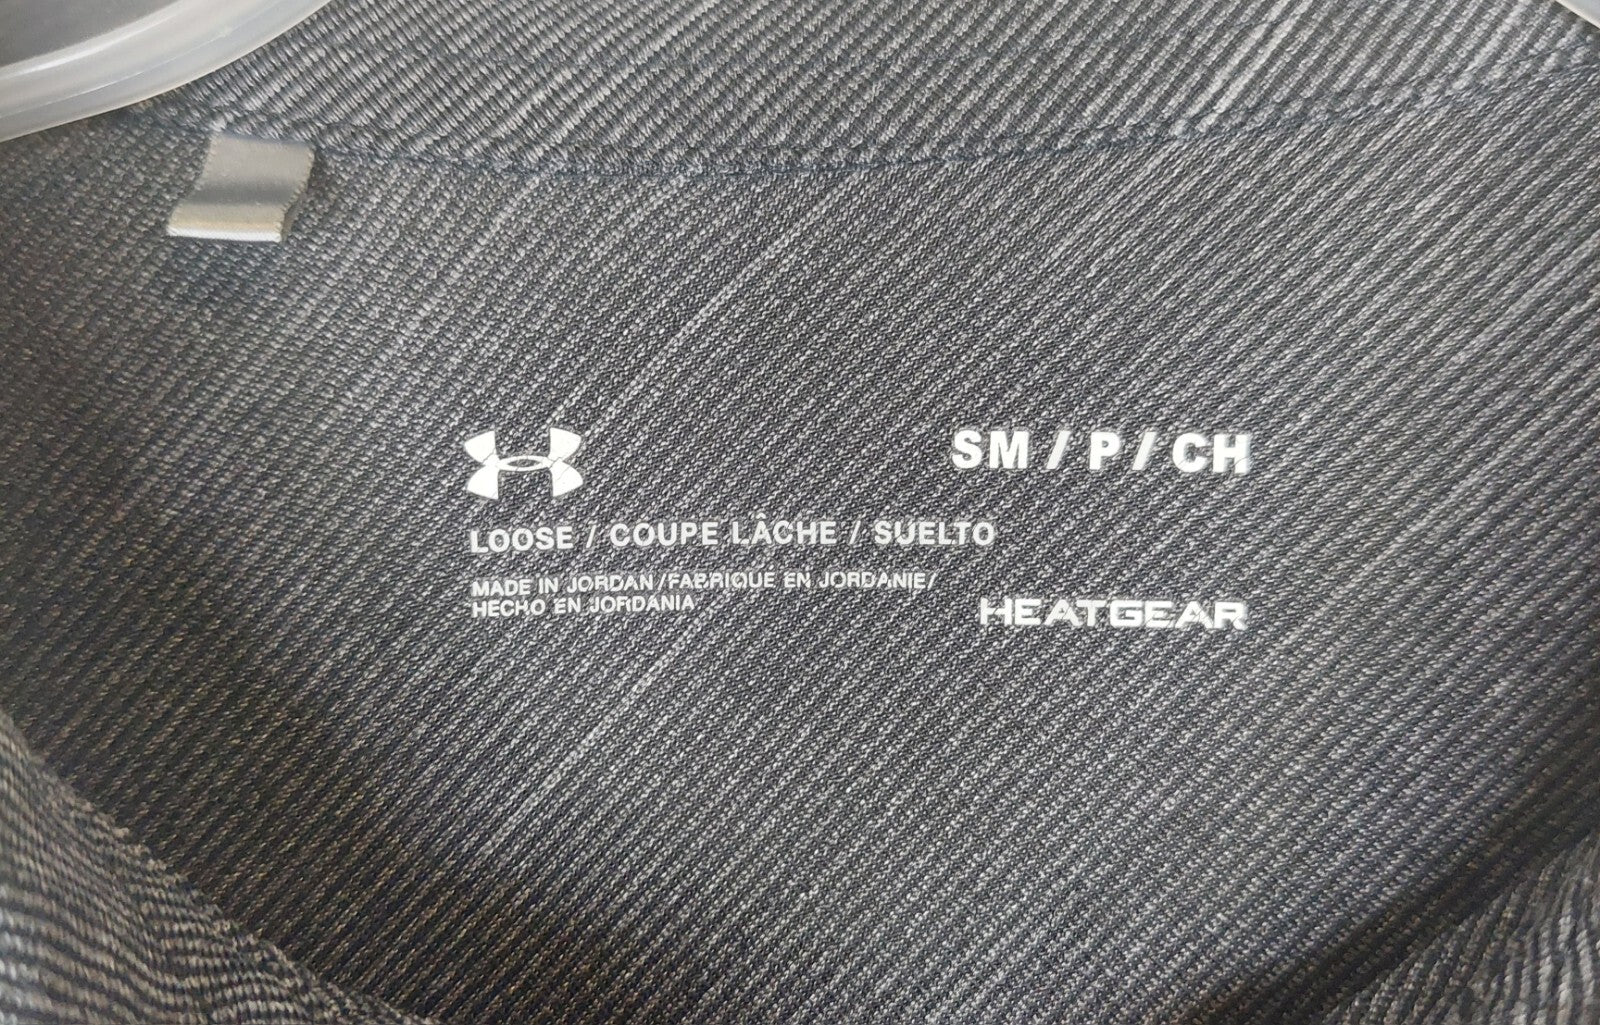 SM / P / CH
LOOSE / COUPE LÂCHE / SUELTO
MADE IN JORDAN / FABRIQUÉ EN JORDANIE /
HECHO EN JORDANIA
HEATGEAR